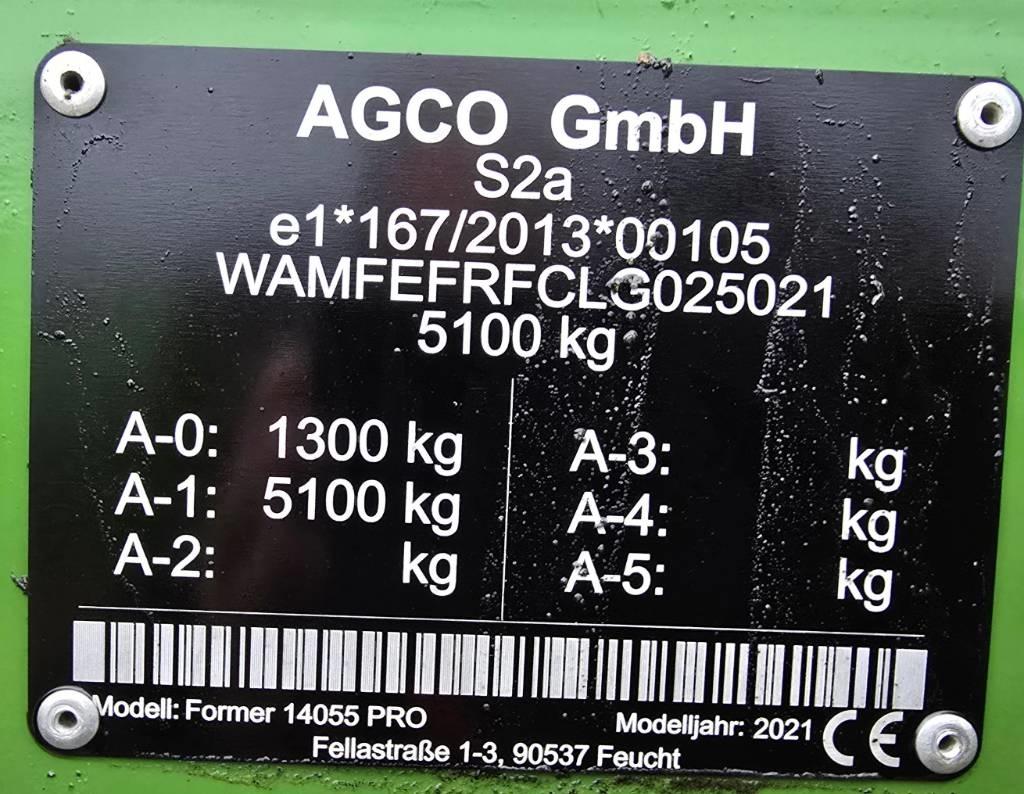 AGCO GmbH
S2a
e1*167/2013*00105
WAMFEFRFCLG025021
5100 kg
A-0: 1300 kg
A-1: 5100 kg
A-2: kg
A-3: kg
A-4: kg
A-5: kg
Modell: Former 14055 PRO
Modelljahr: 2021 CE
Fellastraße 1-3, 90537 Feucht